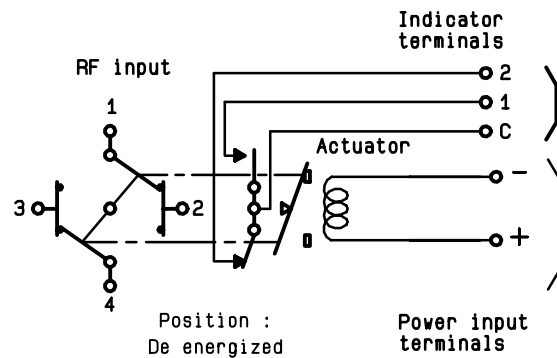 Indicator
terminals
RF input
2
1
1
C
Actuator
-
3
2
+
4
Position :
De energized
Power input
terminals